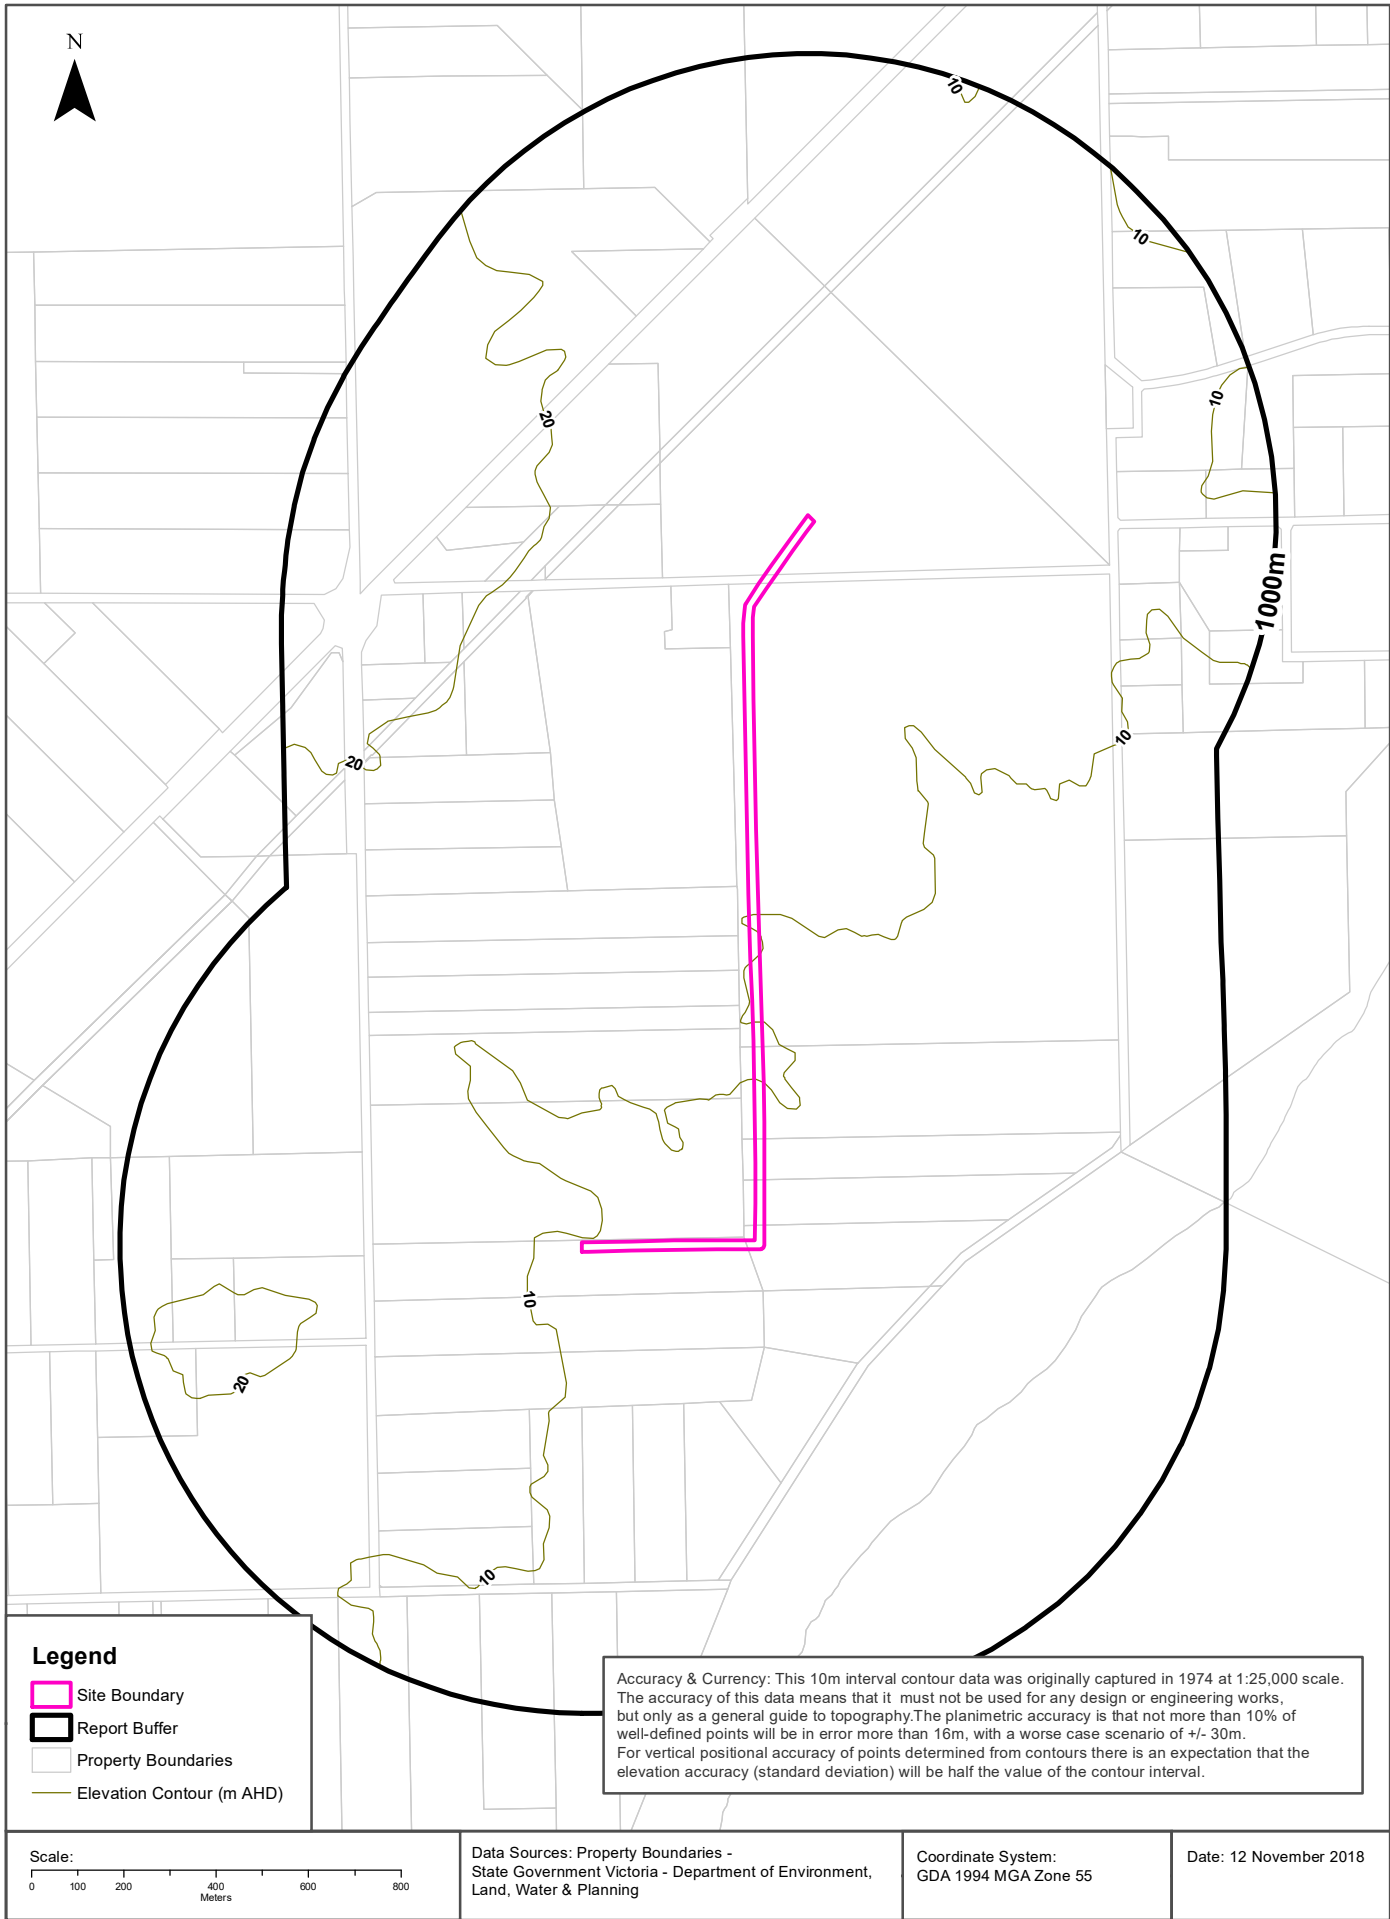 N
10
10
20
10
1000m
20
10
10
20
10
Legend
Site Boundary
Report Buffer
Property Boundaries
Elevation Contour (m AHD)
Accuracy & Currency: This 10m interval contour data was originally captured in 1974 at 1:25,000 scale.
The accuracy of this data means that it must not be used for any design or engineering works,
but only as a general guide to topography.The planimetric accuracy is that not more than 10% of
well-defined points will be in error more than 16m, with a worse case scenario of +/- 30m.
For vertical positional accuracy of points determined from contours there is an expectation that the
elevation accuracy (standard deviation) will be half the value of the contour interval.
Scale:
0 100 200 400 600 800
Meters
Data Sources: Property Boundaries -
State Government Victoria - Department of Environment,
Land, Water & Planning
Coordinate System:
GDA 1994 MGA Zone 55
Date: 12 November 2018